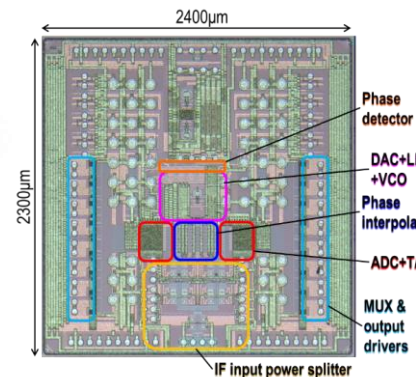 2400μm
2300μm
Phase
detector
DAC+L
+VCO
Phase
interpola
ADC+T
MUX &
output
drivers
IF input power splitter